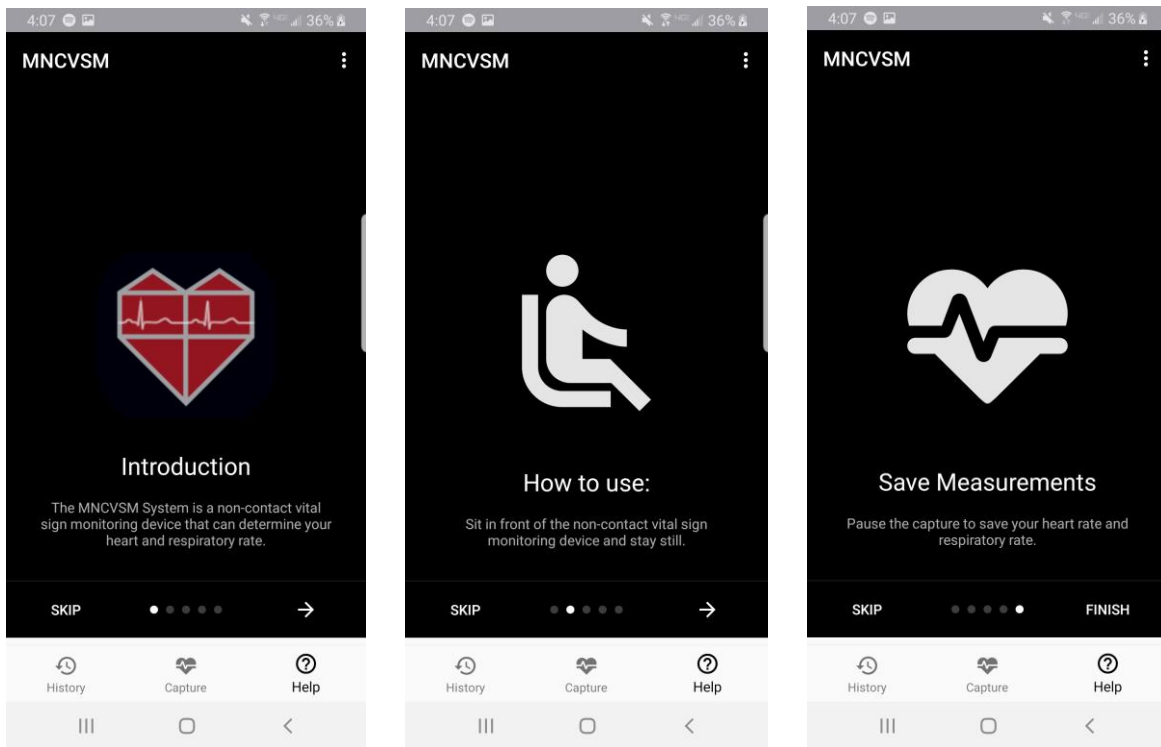 4:07 36%
MNCVSM
Introduction
The MNCVSM System is a non-contact vital
sign monitoring device that can determine your
heart and respiratory rate.
SKIP
History Capture Help
4:07 36%
MNCVSM
How to use:
Sit in front of the non-contact vital sign
monitoring device and stay still.
SKIP
History Capture Help
4:07 36%
MNCVSM
Save Measurements
Pause the capture to save your heart rate and
respiratory rate.
SKIP FINISH
History Capture Help